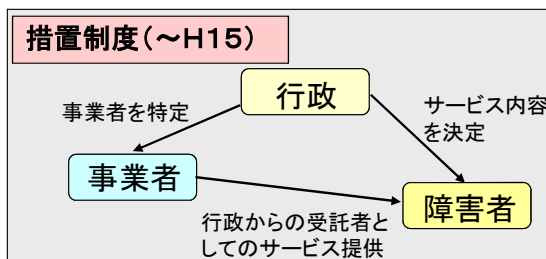 措置制度（～H15）
行政
事業者を特定
サービス内容
を決定
事業者
障害者
行政からの受託者と
してのサービス提供